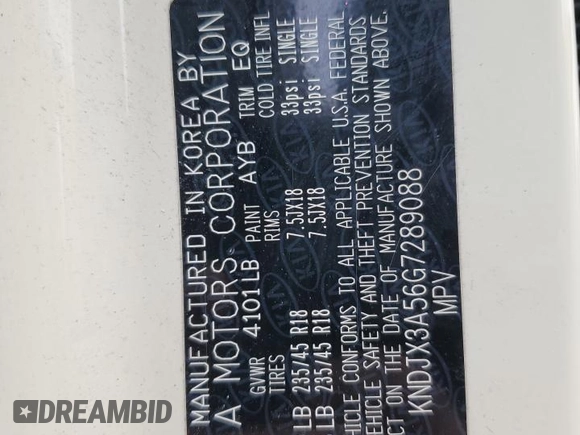 MANUFACTURED IN KOREA BY
A MOTORS CORPORATION
GVWR PAINT TRIM
4101LB AYB EQ
TIRES RIMS COLD TIRE INFL
LB 235/45 R18 7.5JX18 33psi SINGLE
LB 235/45 R18 7.5JX18 33psi SINGLE
HICLE CONFORMS TO ALL APPLICABLE U.S.A. FEDERAL
EHICLE SAFETY AND THEFT PREVENTION STANDARDS
CT ON THE DATE OF MANUFACTURE SHOWN ABOVE.
KNDJX3A56G7289088
MPV
KIA
DREAMBID